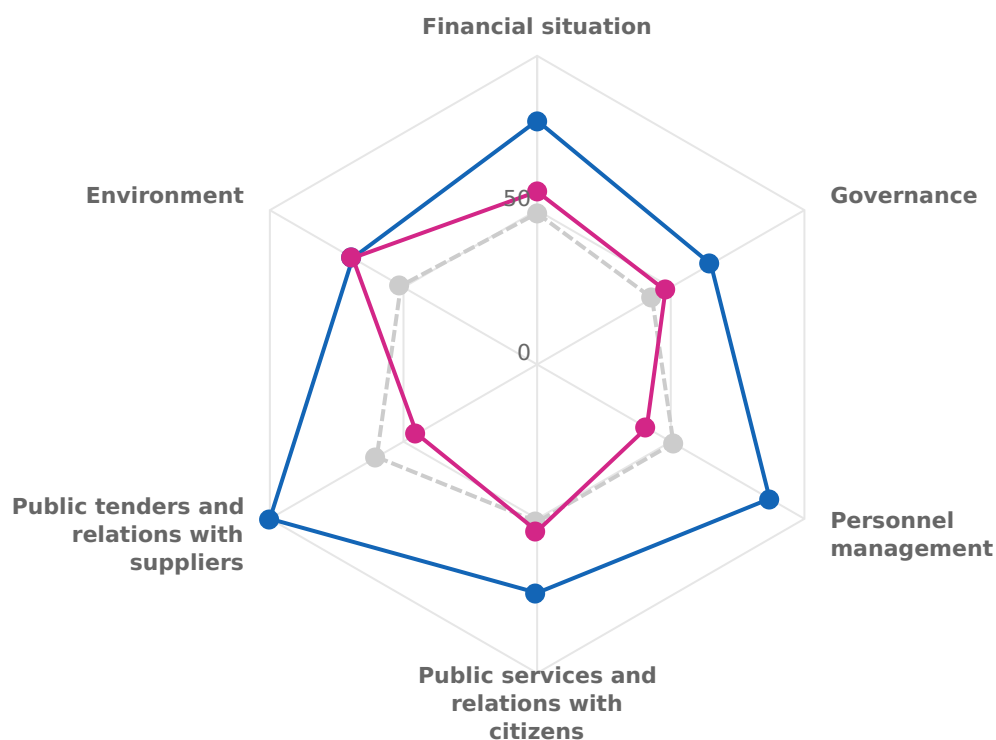 Financial situation
50
Environment
Governance
0
Public tenders and
relations with
suppliers
Personnel
management
Public services and
relations with
citizens